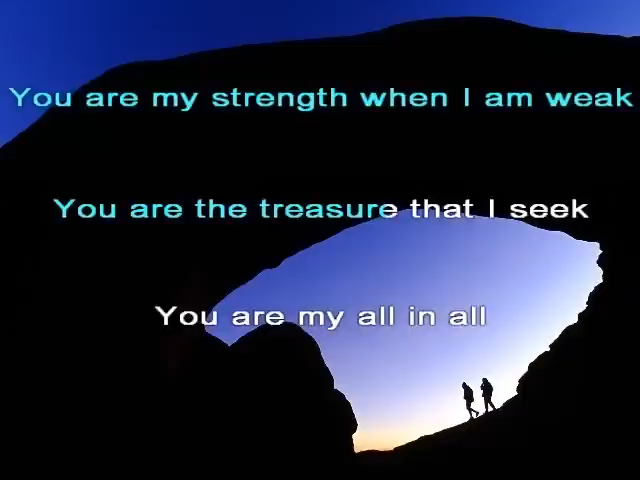 You are my strength when I am weak
You are the treasure that I seek
You are my all in all